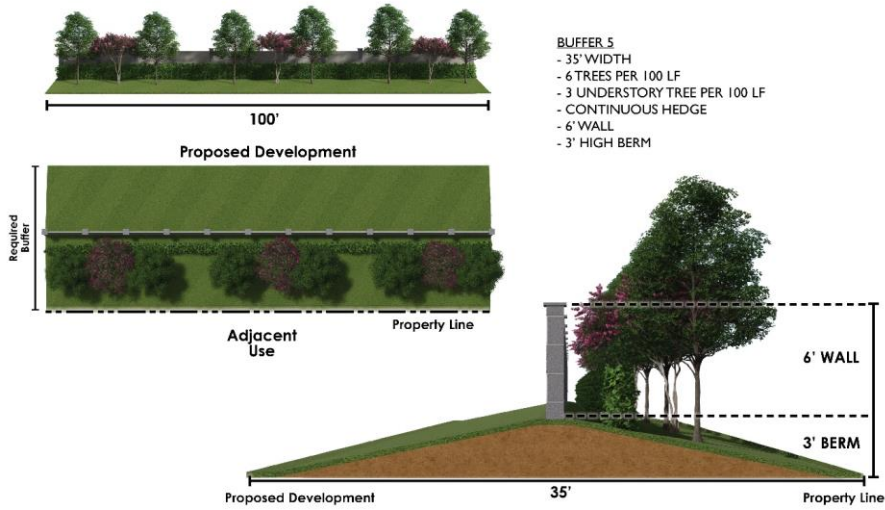 BUFFER 5
- 35' WIDTH
- 6 TREES PER 100 LF
- 3 UNDERSTORY TREE PER 100 LF
- CONTINUOUS HEDGE
- 6' WALL
- 3' HIGH BERM
100'
Proposed Development
Required
Buffer
Adjacent
Use
Property Line
6' WALL
3' BERM
35'
Proposed Development
Property Line